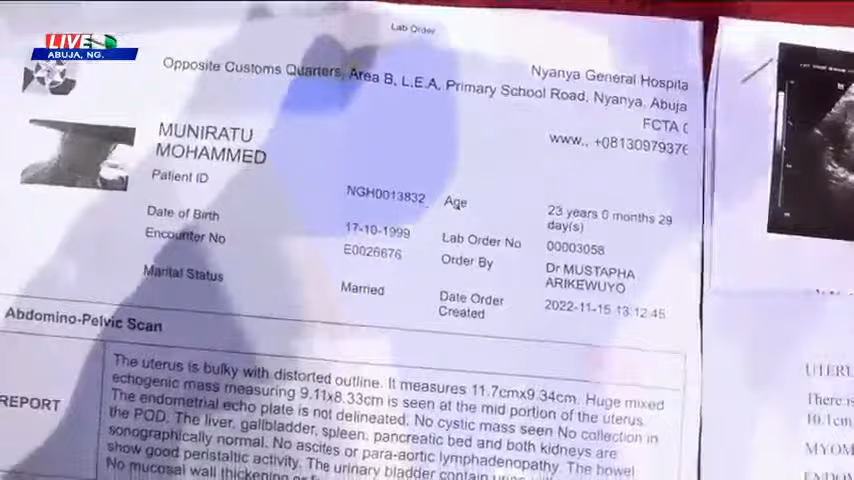 LIVE
ABUJA, NG.
Lab Order
Nyanya General Hospita
Opposite Customs Quarters, Area B, L.E.A, Primary School Road, Nyanya, Abuja
FCTA
www,, +0813097937
MUNIRATU
MOHAMMED
Patient ID NGH0013832 Age 23 years 0 months 29
day(s)
Date of Birth 17-10-1999 Lab Order No 00003058
Encounter No E0026676 Order By Dr MUSTAPHA
ARIKEWUYO
Marital Status Married Date Order 2022-11-15 13:12:45
Created
Abdomino-Pelvic Scan
REPORT
The uterus is bulky with distorted outline. It measures 11.7cmx9.34cm. Huge mixed
echogenic mass measuring 9.11x8.33cm is seen at the mid portion of the uterus.
The endometrial echo plate is not delineated. No cystic mass seen No collection in
the POD. The liver, gallbladder, spleen, pancreatic bed and both kidneys are
sonographically normal. No ascites or para-aortic lymphadenopathy. The bowel
show good peristaltic activity. The urinary bladder contain
No mucosal wall thickening
UTERU
There is
10.1cm
MYOM
ENDO